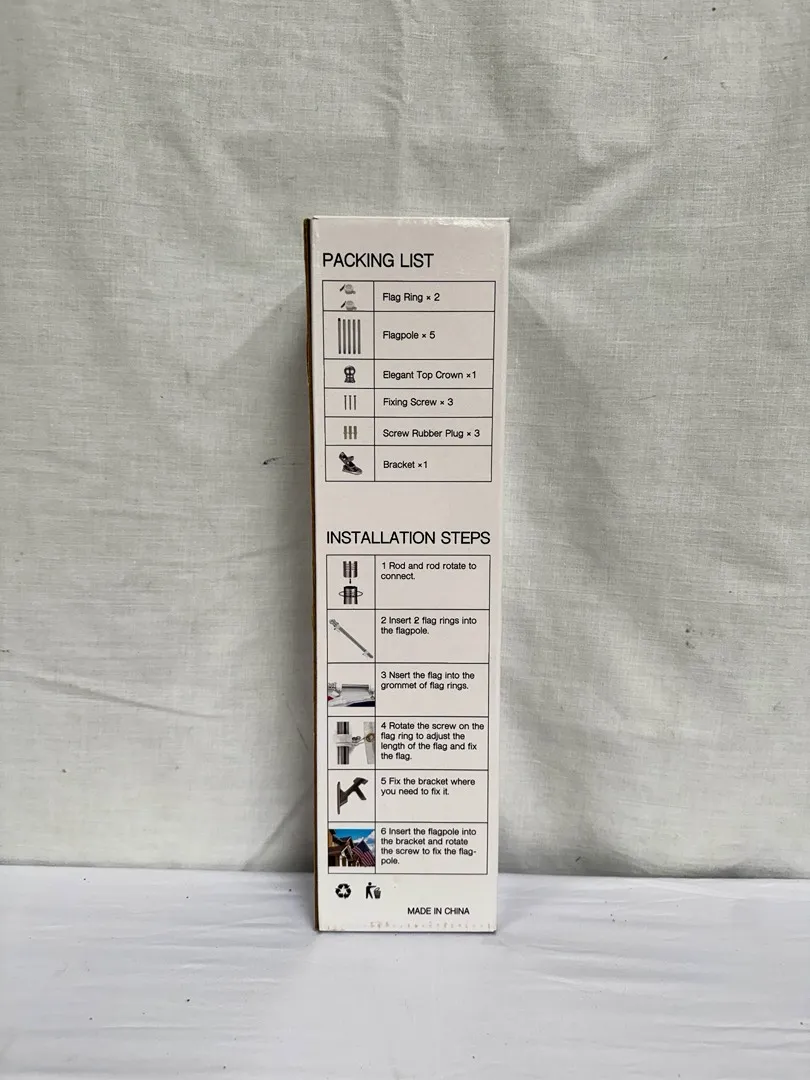 PACKING LIST
Flag Ring × 2
Flagpole × 5
Elegant Top Crown ×1
Fixing Screw × 3
Screw Rubber Plug × 3
Bracket ×1
INSTALLATION STEPS
1 Rod and rod rotate to
connect.
2 Insert 2 flag rings into
the flagpole.
3 Nsert the flag into the
grommet of flag rings.
4 Rotate the screw on the
flag ring to adjust the
length of the flag and fix
the flag.
5 Fix the bracket where
you need to fix it.
6 Insert the flagpole into
the bracket and rotate
the screw to fix the flag-
pole.
MADE IN CHINA